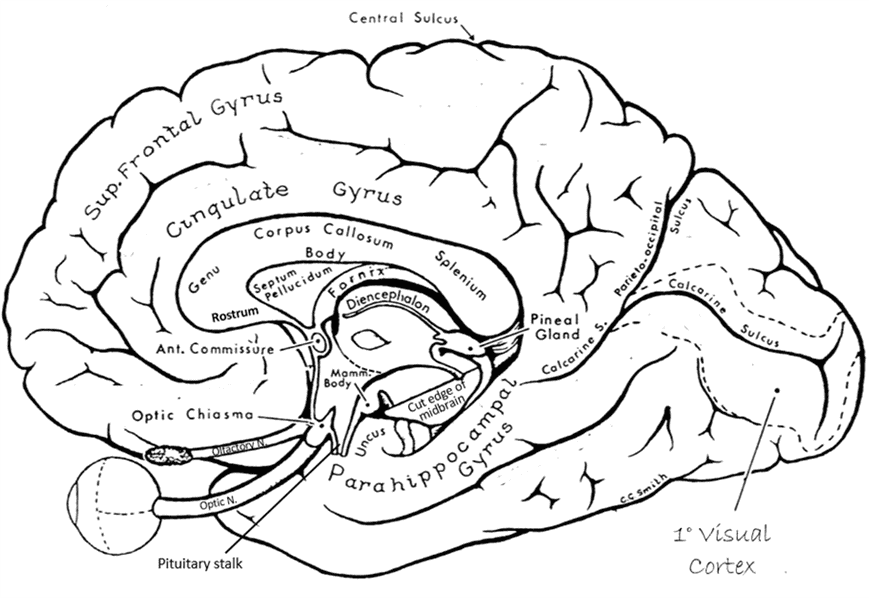 Central Sulcus
Sup. Frontal Gyrus
Cingulate Gyrus
Corpus Callosum
Body
Genu
Septum
Pellucidum
Fornix
Splenium
Rostrum
Diencephalon
Parieto-occipital
Sulcus
Calcarine
Sulcus
Ant. Commissure
Pineal
Gland
Calcarine S.
Mamm.
Body
Cut edge of
midbrain
Optic Chiasma
Uncus
Parahippocampal
Gyrus
Olfactory N.
Optic N.
Pituitary stalk
CC Smith
1° Visual
Cortex